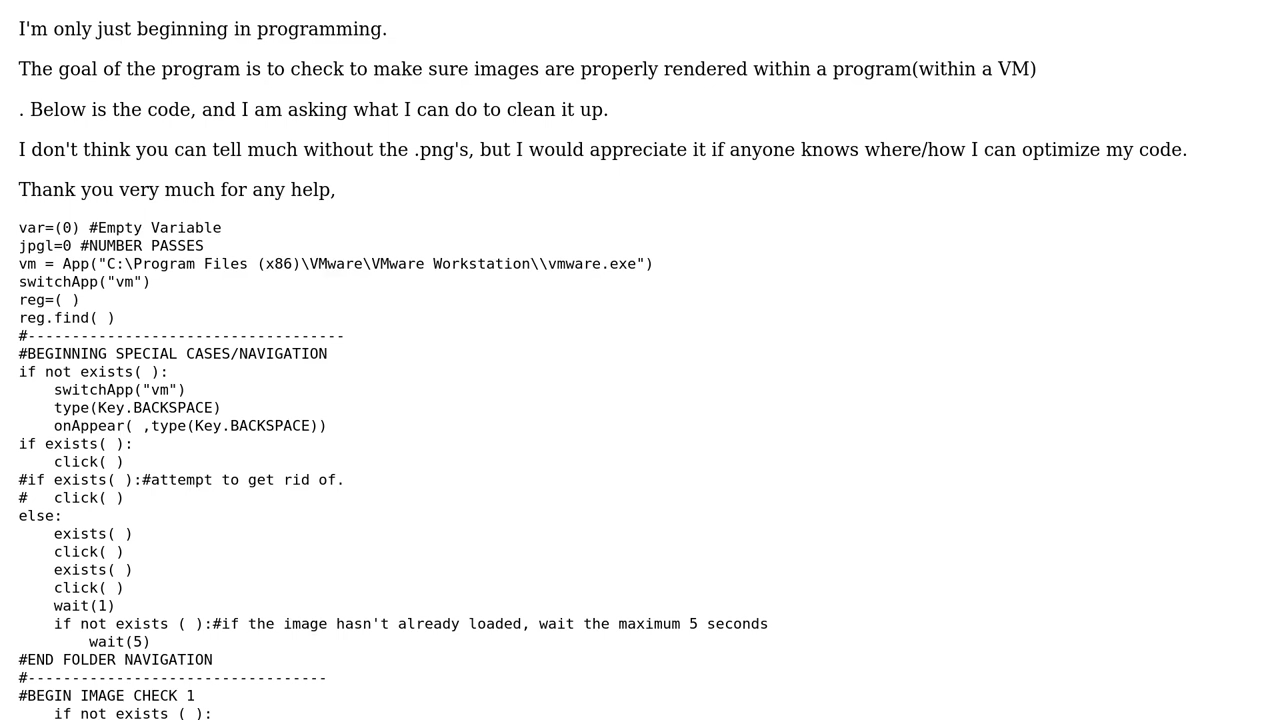 I'm only just beginning in programming.
The goal of the program is to check to make sure images are properly rendered within a program(within a VM)
. Below is the code, and I am asking what I can do to clean it up.
I don't think you can tell much without the .png's, but I would appreciate it if anyone knows where/how I can optimize my code.
Thank you very much for any help,
var=(0) #Empty Variable
jpgl=0 #NUMBER PASSES
vm = App("C:\Program Files (x86)\VMware\VMware Workstation\\vmware.exe")
switchApp("vm")
reg=( )
reg.find( )
#------------------------------------
#BEGINNING SPECIAL CASES/NAVIGATION
if not exists( ):
    switchApp("vm")
    type(Key.BACKSPACE)
    onAppear( ,type(Key.BACKSPACE))
if exists( ):
    click( )
#if exists( ):#attempt to get rid of.
#   click( )
else:
    exists( )
    click( )
    exists( )
    click( )
    wait(1)
    if not exists ( ):#if the image hasn't already loaded, wait the maximum 5 seconds
        wait(5)
#END FOLDER NAVIGATION
#----------------------------------
#BEGIN IMAGE CHECK 1
    if not exists ( ):